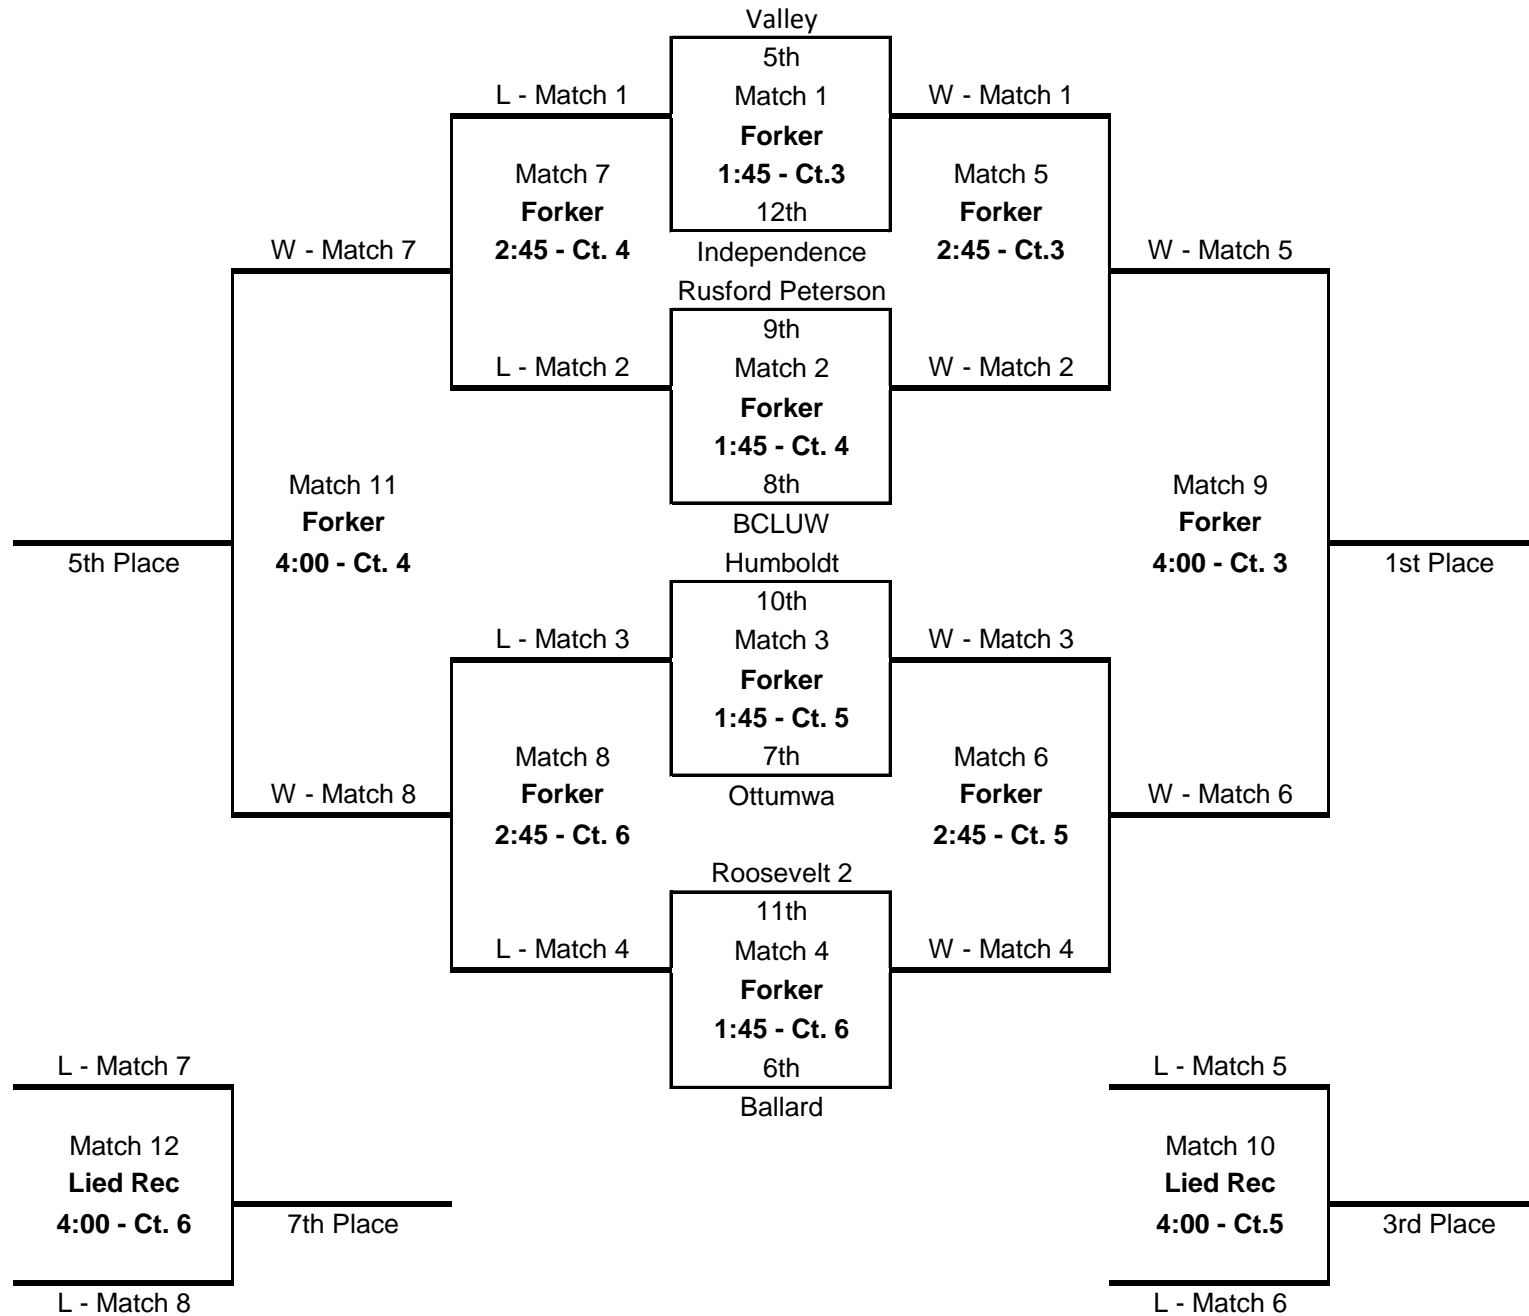 Valley
5th
L - Match 1
Match 1
W - Match 1
Forker
Match 7
1:45 - Ct.3
Match 5
Forker
12th
Forker
W - Match 7
2:45 - Ct. 4
Independence
2:45 - Ct.3
W - Match 5
Rusford Peterson
9th
L - Match 2
Match 2
W - Match 2
Forker
1:45 - Ct. 4
Match 11
8th
Match 9
Forker
BCLUW
Forker
5th Place
4:00 - Ct. 4
Humboldt
4:00 - Ct. 3
1st Place
10th
L - Match 3
Match 3
W - Match 3
Forker
1:45 - Ct. 5
Match 8
7th
Match 6
W - Match 8
Forker
Ottumwa
Forker
W - Match 6
2:45 - Ct. 6
2:45 - Ct. 5
Roosevelt 2
11th
L - Match 4
Match 4
W - Match 4
Forker
1:45 - Ct. 6
L - Match 7
6th
L - Match 5
Ballard
Match 12
Match 10
Lied Rec
Lied Rec
4:00 - Ct. 6
7th Place
4:00 - Ct.5
3rd Place
L - Match 8
L - Match 6